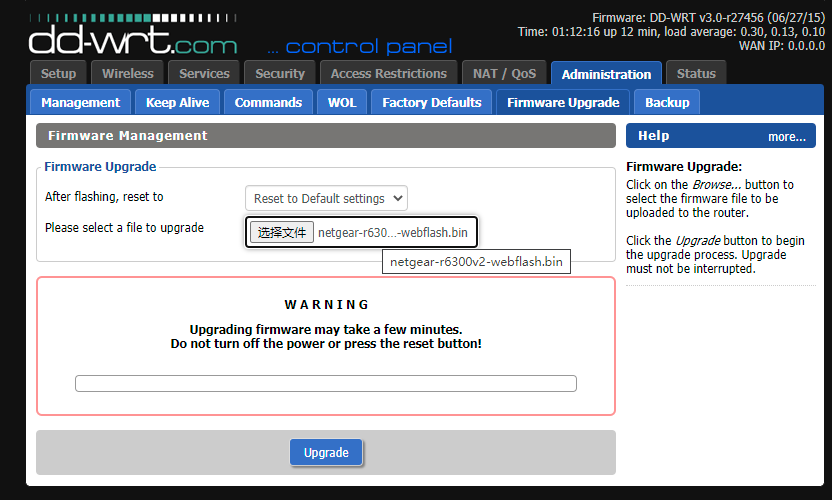 Firmware: DD-WRT v3.0-r27456 (06/27/15)
Time: 01:12:16 up 12 min, load average: 0.30, 0.13, 0.10
WAN IP: 0.0.0.0
dd-wrt.com ... control panel
Setup Wireless Services Security Access Restrictions NAT / QoS Administration Status
Management Keep Alive Commands WOL Factory Defaults Firmware Upgrade Backup
Firmware Management
Firmware Upgrade
After flashing, reset to Reset to Default settings
Please select a file to upgrade 选择文件 netgear-r630...-webflash.bin
netgear-r6300v2-webflash.bin
WARNING
Upgrading firmware may take a few minutes.
Do not turn off the power or press the reset button!
Upgrade
Help more...
Firmware Upgrade:
Click on the Browse... button to
select the firmware file to be
uploaded to the router.
Click the Upgrade button to begin
the upgrade process. Upgrade
must not be interrupted.